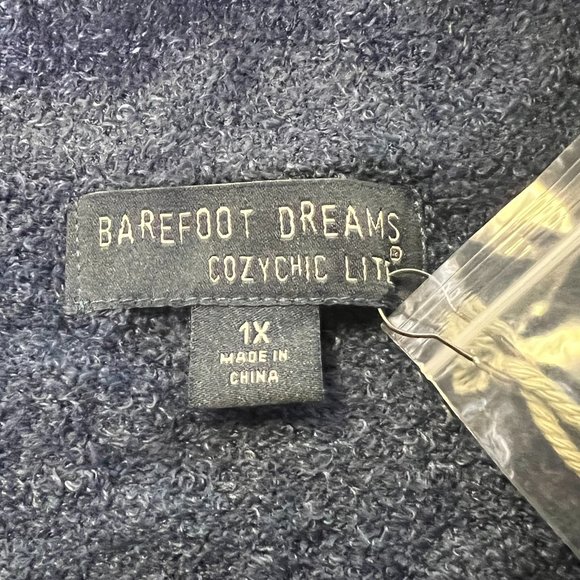 BAREFOOT DREAMS
COZYCHIC LITE
®
1X
MADE IN
CHINA